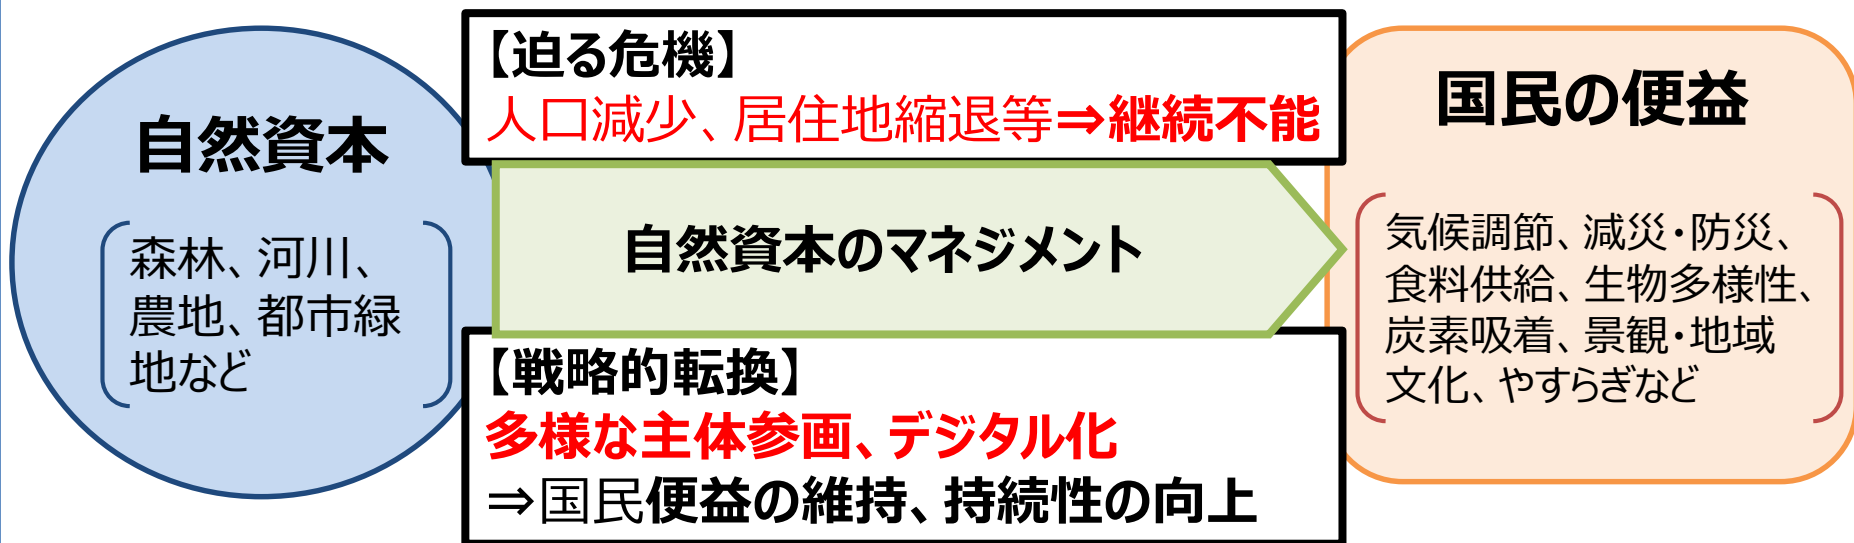 自然資本
森林、河川、
農地、都市緑
地など
【迫る危機】
人口減少、居住地縮退等⇒継続不能
自然資本のマネジメント
【戦略的転換】
多様な主体参画、デジタル化
⇒国民便益の維持、持続性の向上
国民の便益
気候調節、減災・防災、
食料供給、生物多様性、
炭素吸着、景観・地域
文化、やすらぎなど